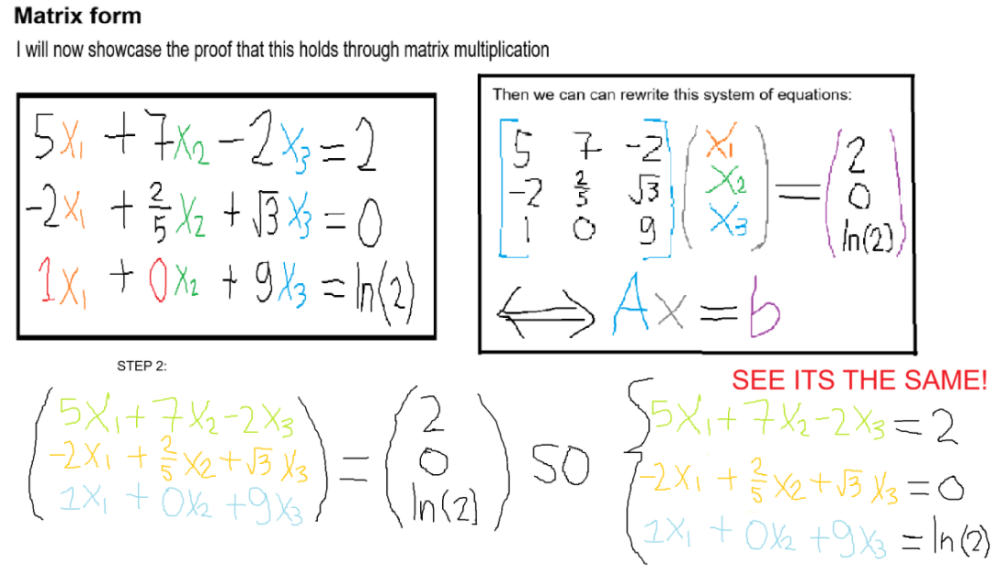 Matrix form
I will now showcase the proof that this holds through matrix multiplication
5x₁ + 7x₂ - 2x₃ = 2
-2x₁ + 2/5 x₂ + √3 x₃ = 0
1x₁ + 0x₂ + 9x₃ = ln(2)
Then we can can rewrite this system of equations:
[5 7 -2] (x₁) = (2)
[-2 2/5 √3] (x₂) (0)
[1 0 9] (x₃) (ln(2))
⟺ Ax = b
STEP 2:
(5x₁ + 7x₂ - 2x₃) = (2)
(-2x₁ + 2/5 x₂ + √3 x₃) (0)
(1x₁ + 0x₂ + 9x₃) (ln(2))
so
SEE ITS THE SAME!
{5x₁ + 7x₂ - 2x₃ = 2
-2x₁ + 2/5 x₂ + √3 x₃ = 0
1x₁ + 0x₂ + 9x₃ = ln(2)